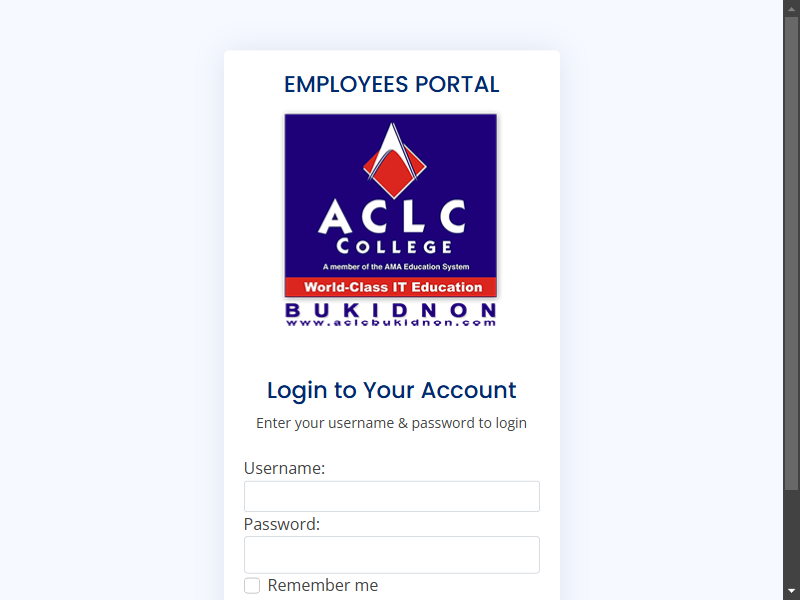 EMPLOYEES PORTAL
ACLC
COLLEGE
A member of the AMA Education System
World-Class IT Education
BUKIDNON
www.aclcbukidnon.com
Login to Your Account
Enter your username & password to login
Username:
Password:
Remember me